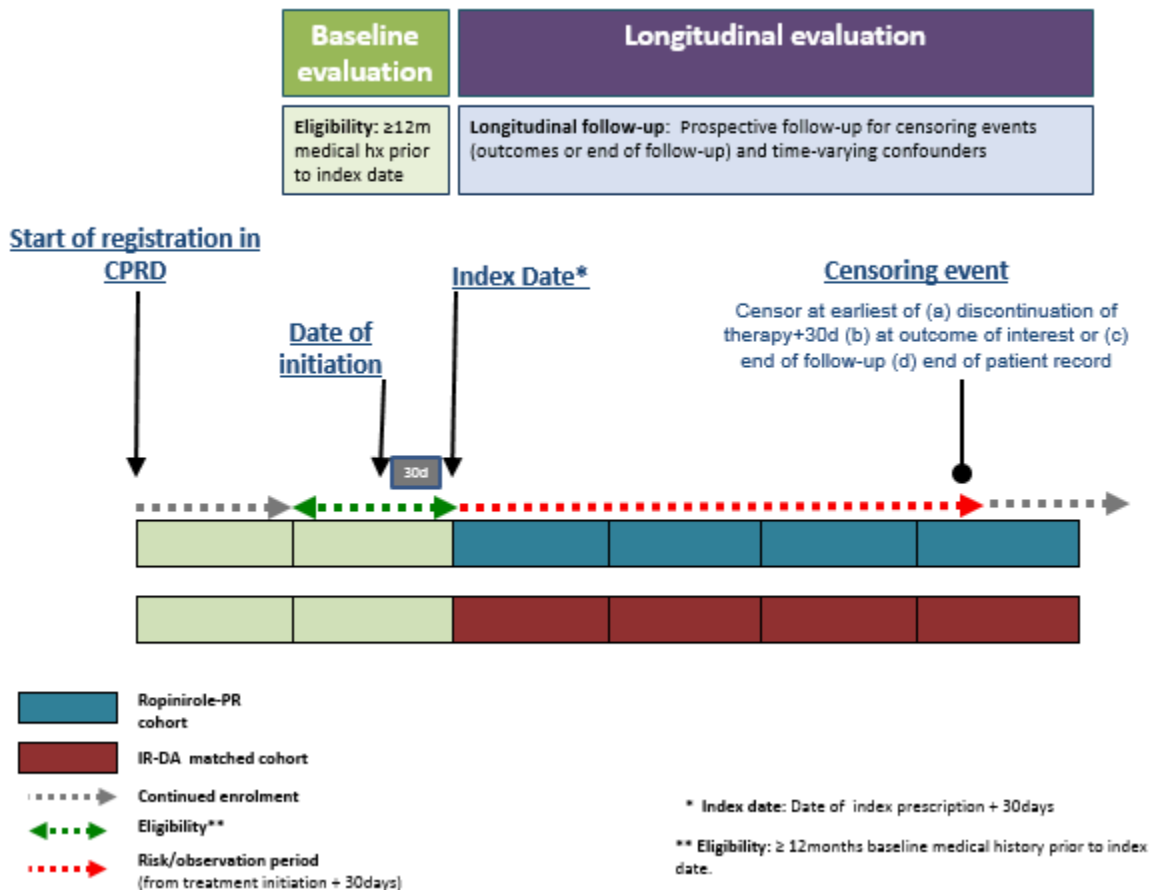 Baseline
evaluation
Longitudinal evaluation
Eligibility: ≥12m
medical hx prior
to index date
Longitudinal follow-up: Prospective follow-up for censoring events
(outcomes or end of follow-up) and time-varying confounders
Start of registration in
CPRD
Index Date*
Censoring event
Censor at earliest of (a) discontinuation of
therapy+30d (b) at outcome of interest or (c)
end of follow-up (d) end of patient record
Date of
initiation
30d
Ropinirole-PR
cohort
IR-DA matched cohort
Continued enrolment
Eligibility**
Risk/observation period
(from treatment initiation + 30days)
* Index date: Date of index prescription + 30days
** Eligibility: ≥ 12months baseline medical history prior to index
date.